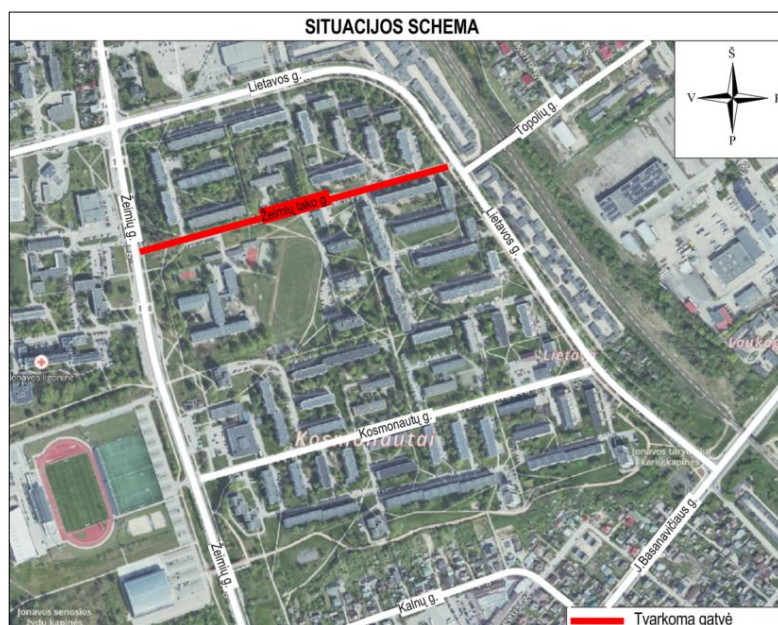 SITUACIJOS SCHEMA
Š
V
R
P
Lietavos g.
Topolių g.
Žeimių g.
Žeimių tako g.
Lietavos g.
Lietava
Jonavos ligoninė
Kosmonautų g.
Kosmonautai
Žeimių g.
J.Basanavičiaus g.
Kalnų g.
Jonavos senosios
žydų kapinės
Tvarkoma gatvė